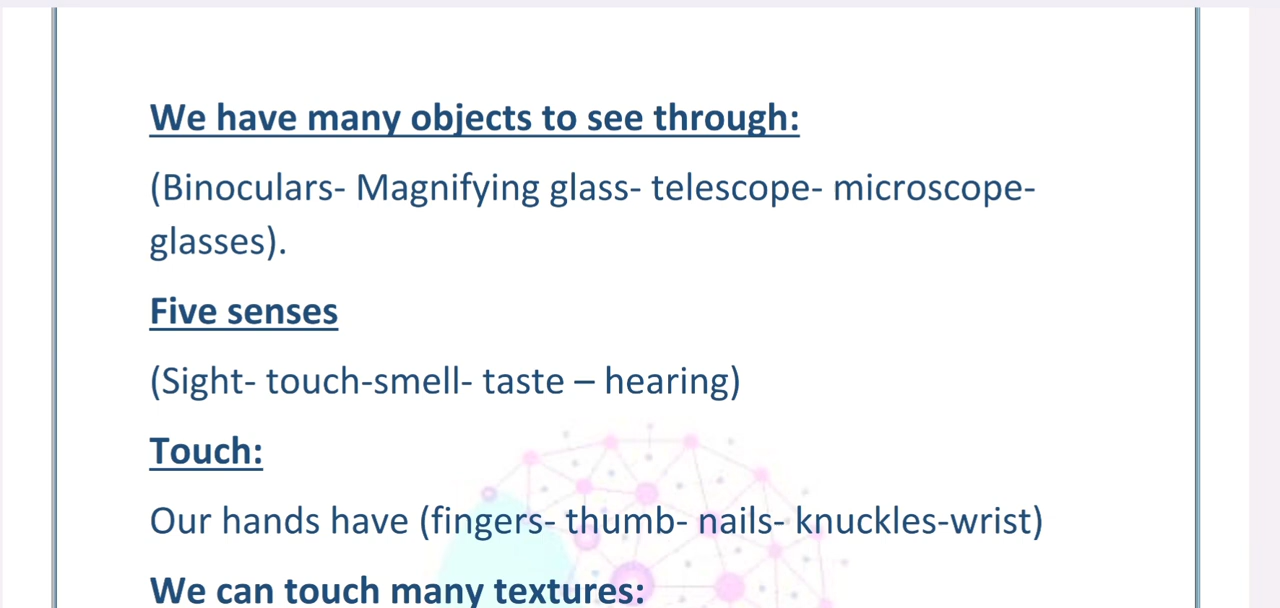 We have many objects to see through:
(Binoculars- Magnifying glass- telescope- microscope-
glasses).
Five senses
(Sight- touch-smell- taste – hearing)
Touch:
Our hands have (fingers- thumb- nails- knuckles-wrist)
We can touch many textures: